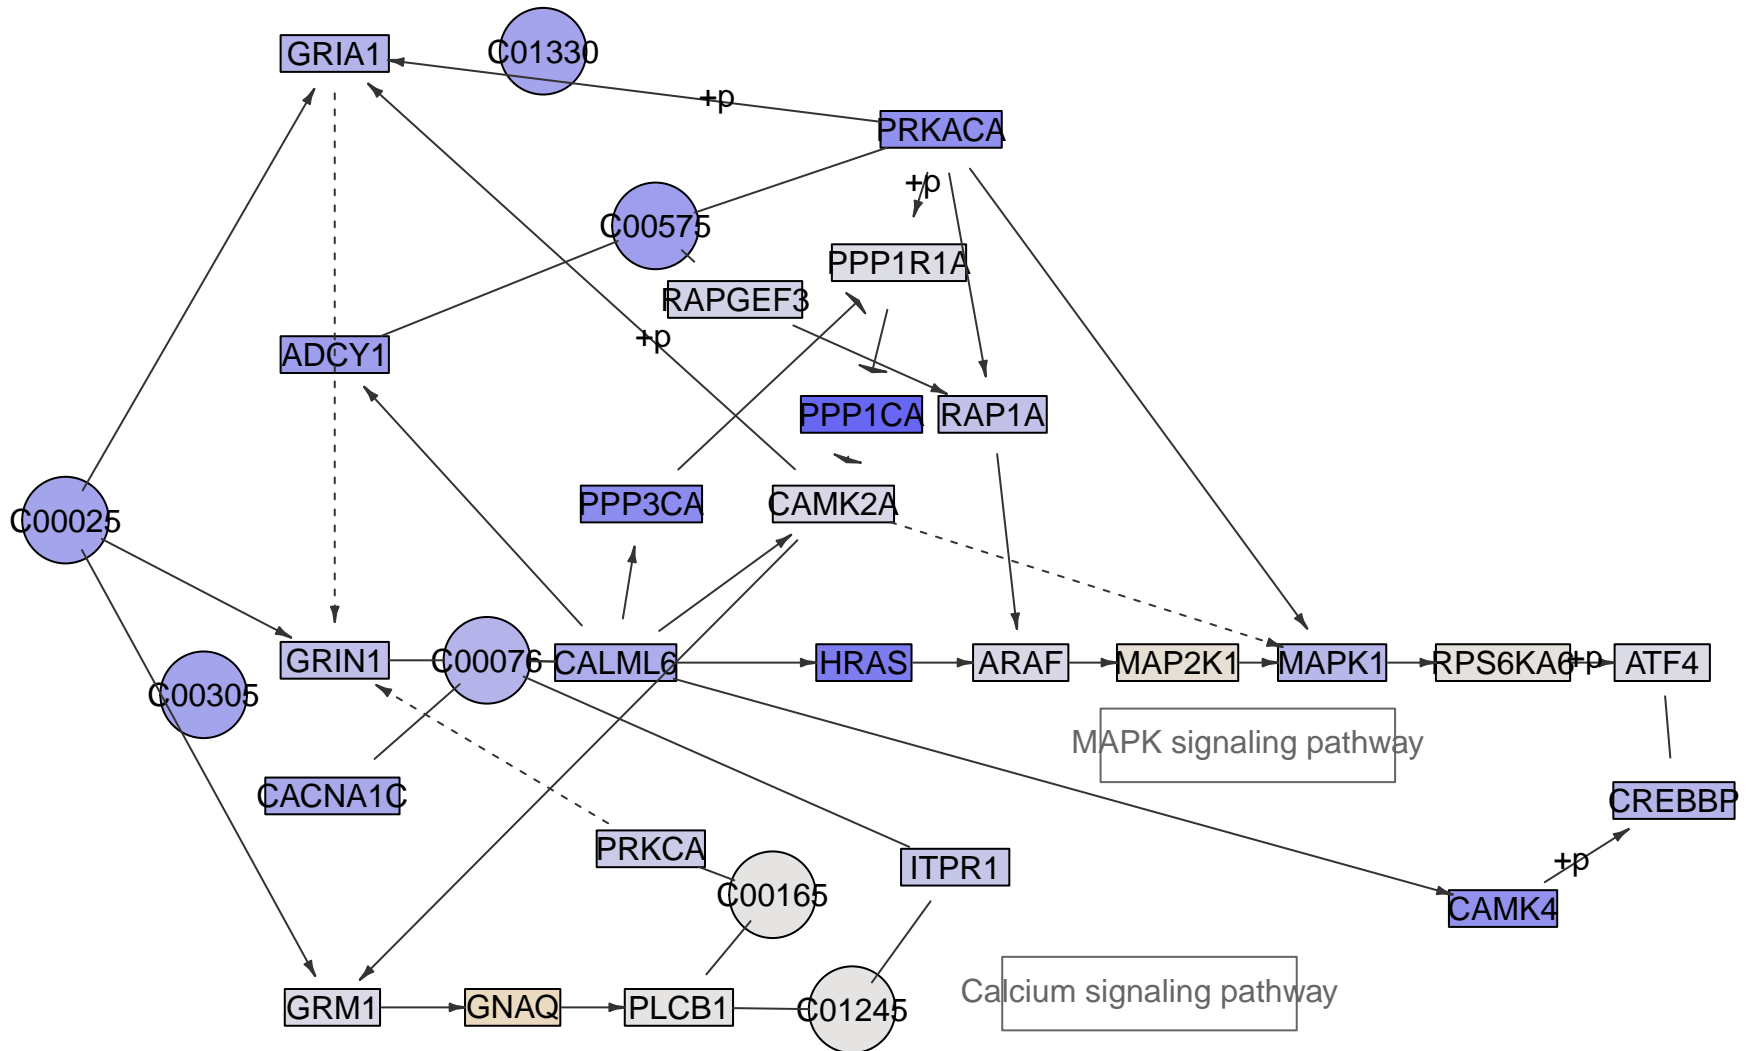 C01330
GRIA1
+p
PRKACA
+p
C00575
PPP1R1A
RAPGEF3
+p
ADCY1
PPP1CA
RAP1A
PPP3CA
CAMK2A
C00025
GRIN1
C00076
CALML6
HRAS
ARAF
MAP2K1
MAPK1
RPS6KA6
+p
ATF4
C00305
MAPK signaling pathway
CACNA1C
CREBBP
PRKCA
ITPR1
+p
C00165
CAMK4
Calcium signaling pathway
GRM1
GNAQ
PLCB1
C01245